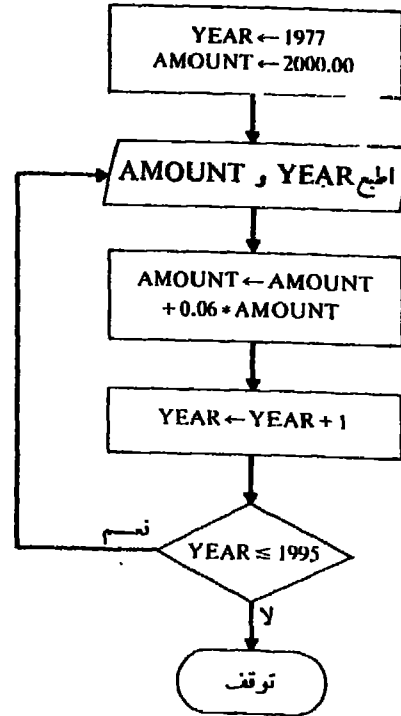 YEAR ← 1977
AMOUNT ← 2000.00
اطبع YEAR و AMOUNT
AMOUNT ← AMOUNT
+ 0.06 * AMOUNT
YEAR ← YEAR + 1
YEAR ≤ 1995
نعم
لا
توقف